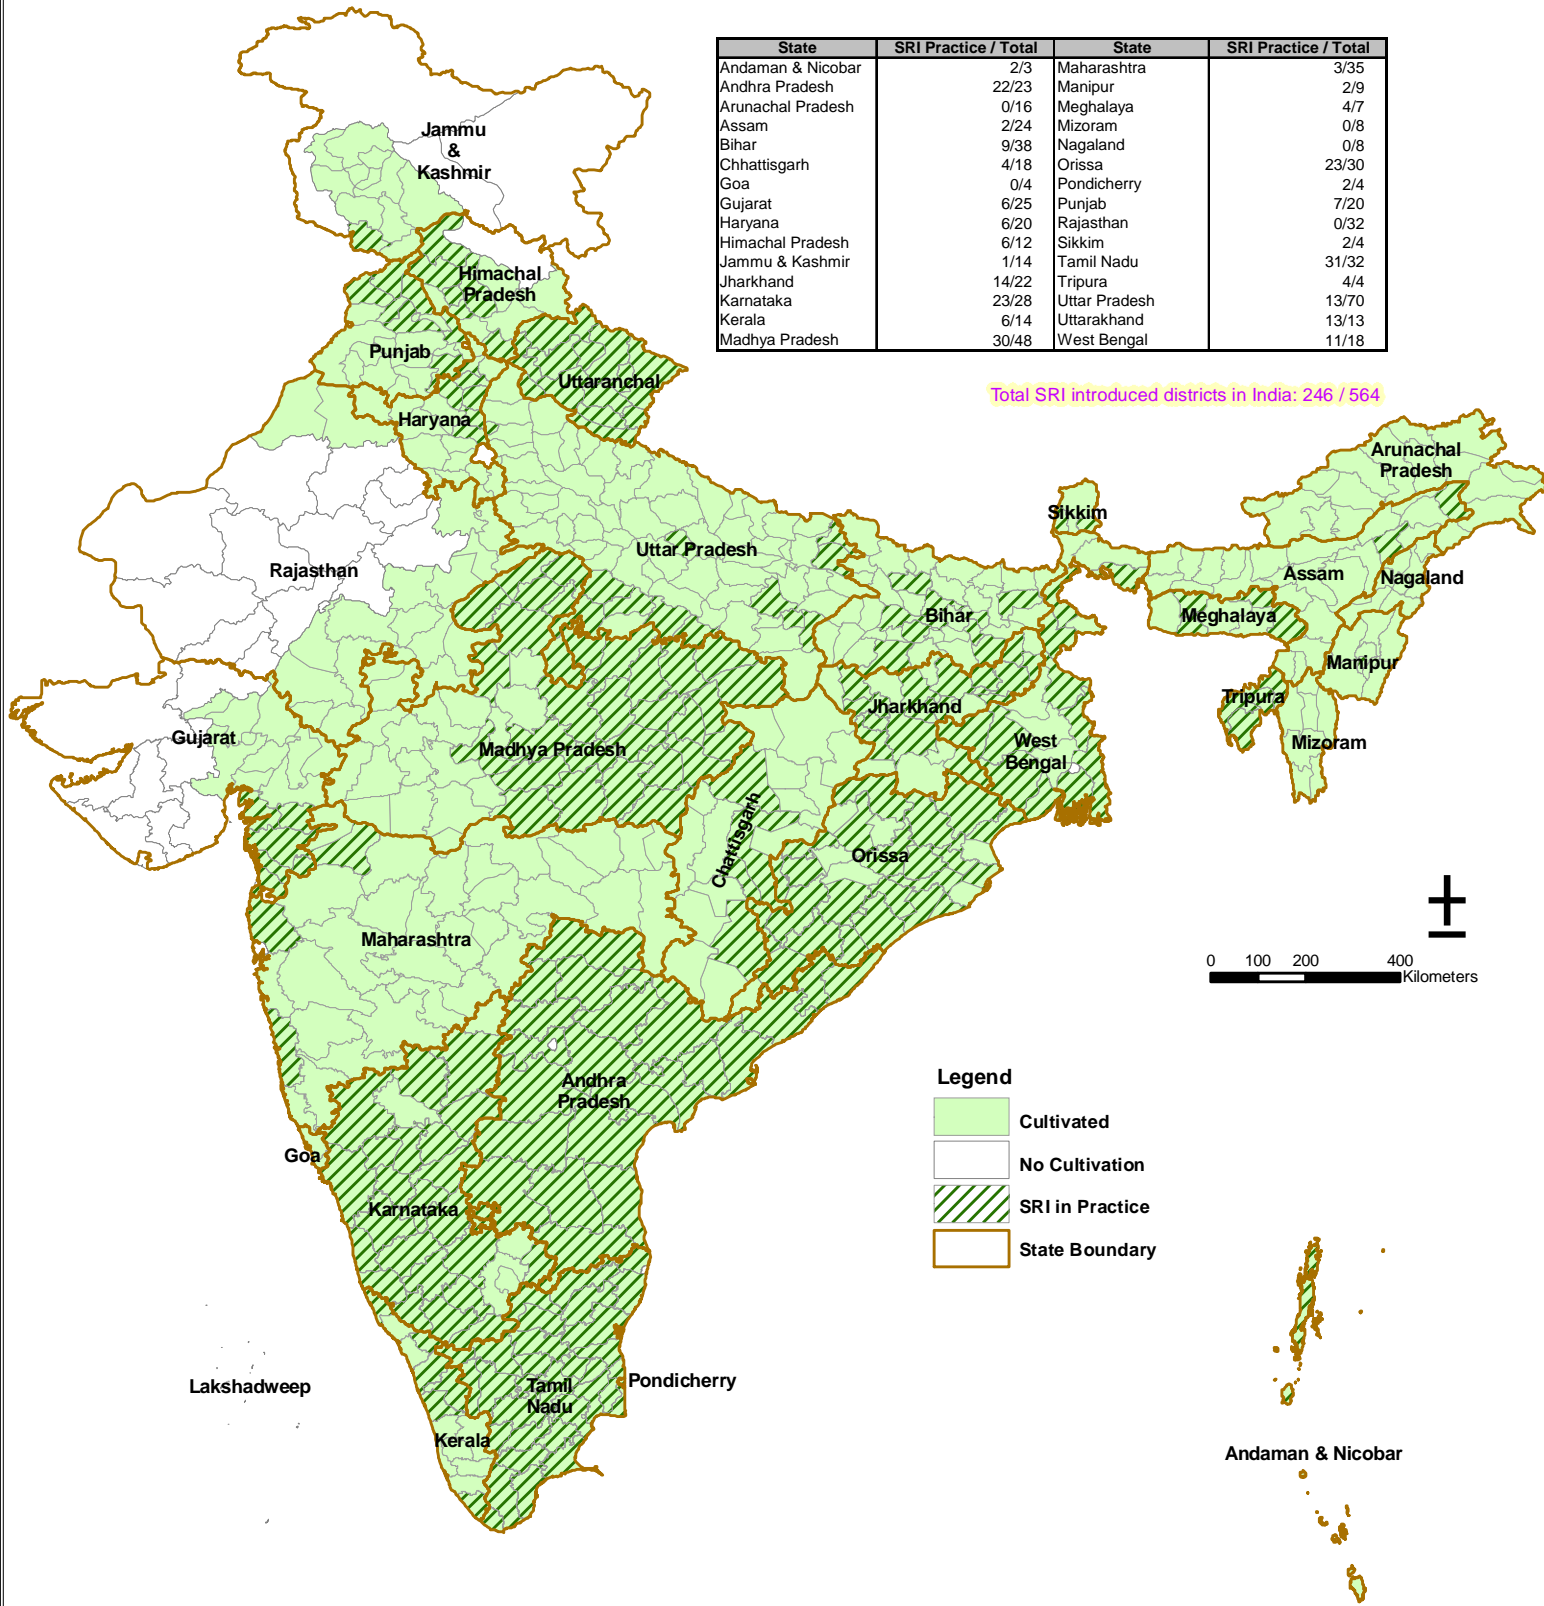 State SRI Practice / Total State SRI Practice / Total
Andaman & Nicobar 2/3 Maharashtra 3/35
Andhra Pradesh 22/23 Manipur 2/9
Arunachal Pradesh 0/16 Meghalaya 4/7
Assam 2/24 Mizoram 0/8
Bihar 9/38 Nagaland 0/8
Chhattisgarh 4/18 Orissa 23/30
Goa 0/4 Pondicherry 2/4
Gujarat 6/25 Punjab 7/20
Haryana 6/20 Rajasthan 0/32
Himachal Pradesh 6/12 Sikkim 2/4
Jammu & Kashmir 1/14 Tamil Nadu 31/32
Jharkhand 14/22 Tripura 4/4
Karnataka 23/28 Uttar Pradesh 13/70
Kerala 6/14 Uttarakhand 13/13
Madhya Pradesh 30/48 West Bengal 11/18
Total SRI introduced districts in India: 246 / 564
Jammu
&
Kashmir
Himachal
Pradesh
Punjab
Uttaranchal
Haryana
Arunachal
Pradesh
Sikkim
Uttar Pradesh
Rajasthan
Assam
Nagaland
Bihar
Meghalaya
Manipur
Tripura
Jharkhand
Gujarat
Madhya Pradesh
West
Bengal
Mizoram
Chattisgarh
Orissa
Maharashtra
0 100 200 400
Kilometers
Andhra
Pradesh
Legend
Cultivated
No Cultivation
SRI in Practice
State Boundary
Goa
Karnataka
Lakshadweep
Tamil
Nadu
Pondicherry
Kerala
Andaman & Nicobar